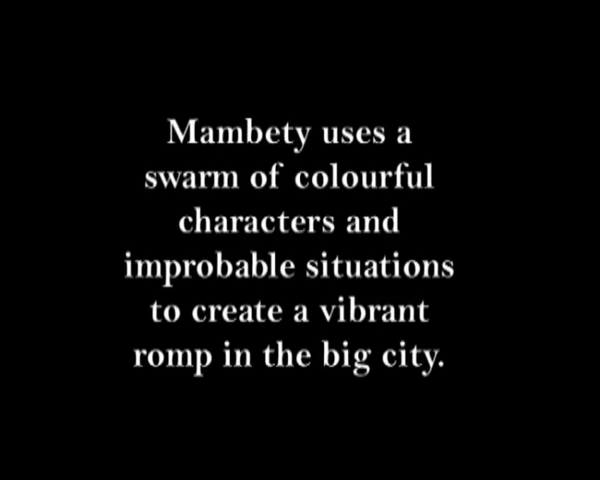 Mambety uses a
swarm of colourful
characters and
improbable situations
to create a vibrant
romp in the big city.